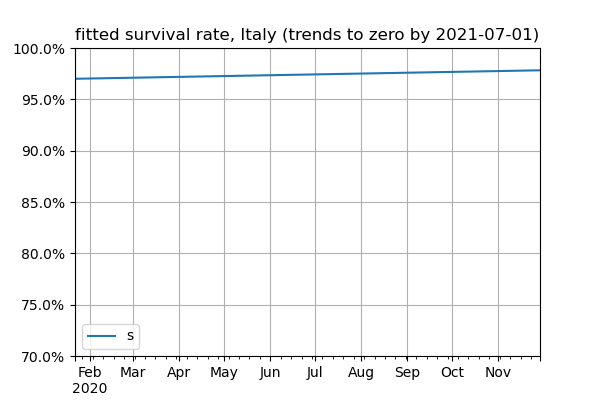 fitted survival rate, Italy (trends to zero by 2021-07-01)
100.0%
95.0%
90.0%
85.0%
80.0%
75.0%
70.0%
s
Feb Mar Apr May Jun Jul Aug Sep Oct Nov
2020